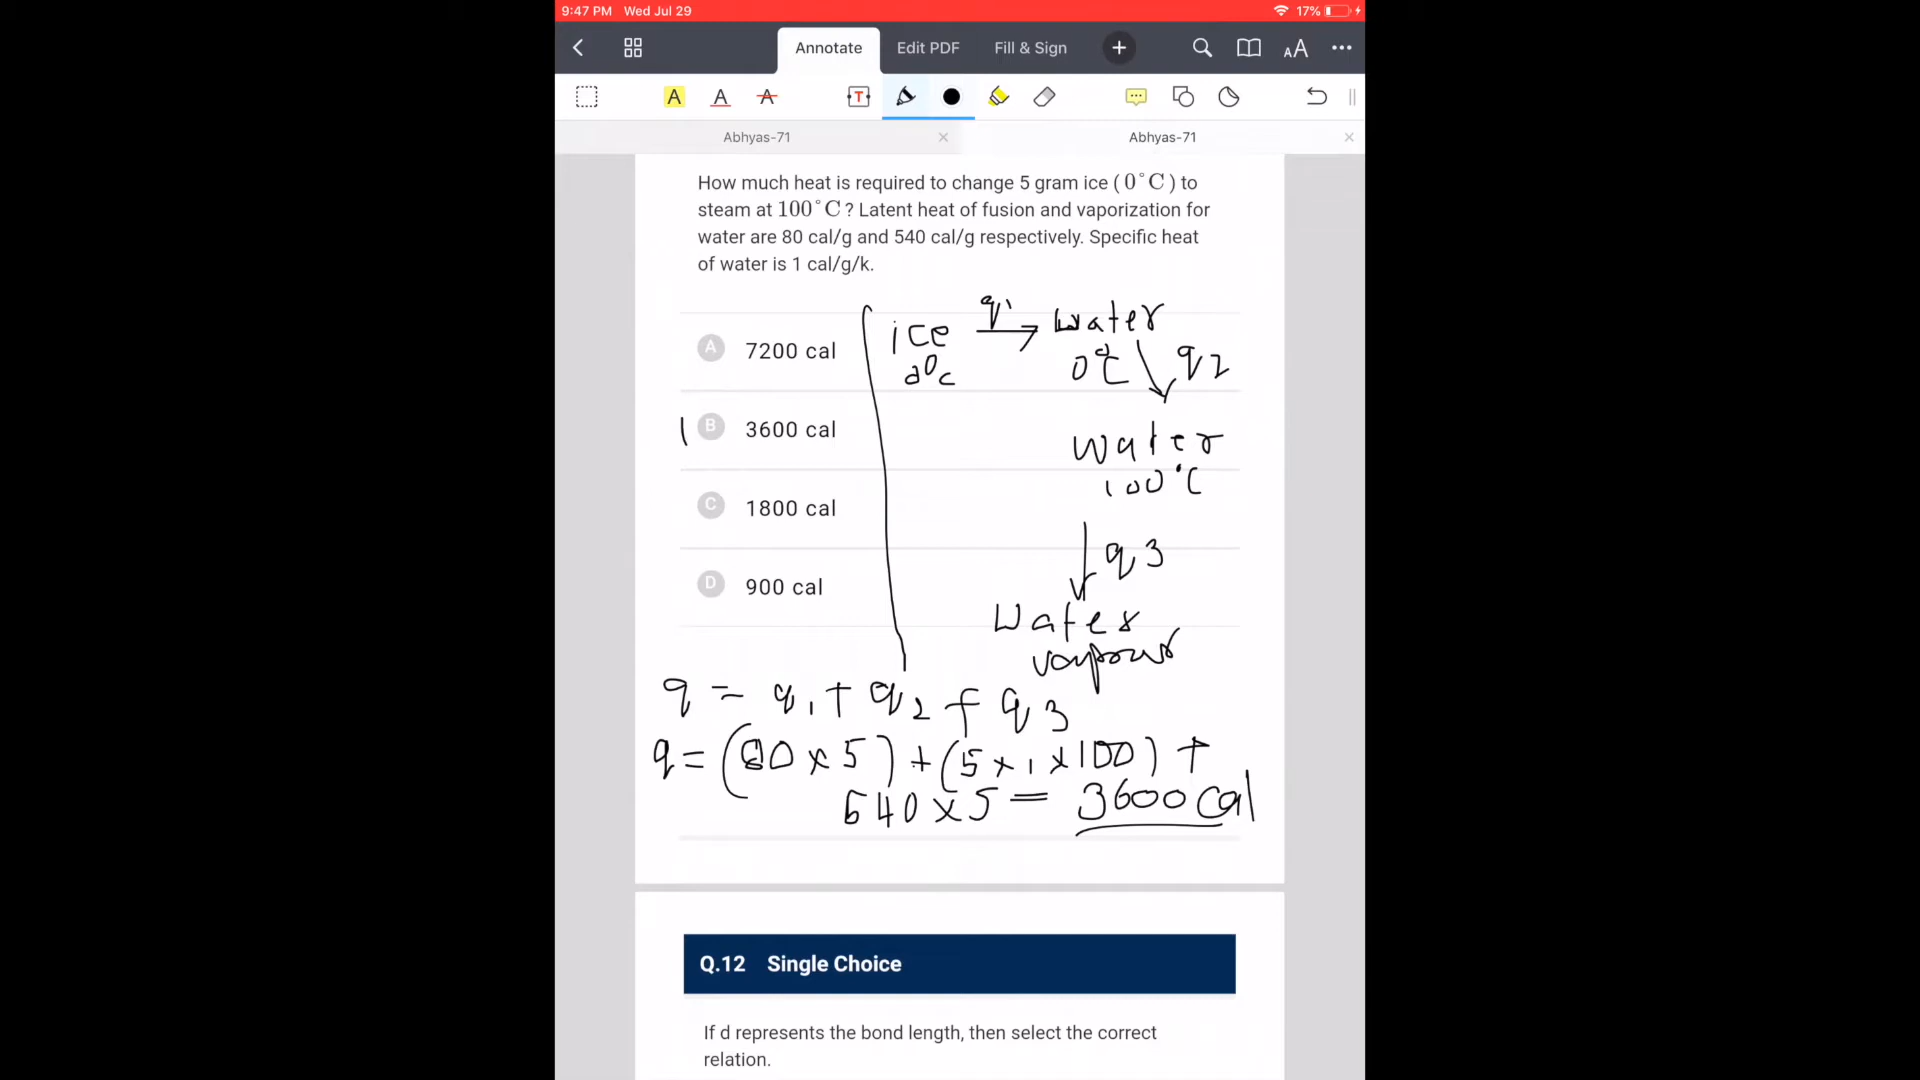 9:47 PM Wed Jul 29 17%
Annotate Edit PDF Fill & Sign
Abhyas-71 Abhyas-71
How much heat is required to change 5 gram ice (0°C) to
steam at 100°C? Latent heat of fusion and vaporization for
water are 80 cal/g and 540 cal/g respectively. Specific heat
of water is 1 cal/g/k.
ice q1 → water
0°C 0°C q2
A 7200 cal
B 3600 cal
water
100°C
C 1800 cal
q3
D 900 cal
Water
vapour
q = q1 + q2 + q3
q = (80 x 5) + (5 x 1 x 100) +
540 x 5 = 3600 cal
Q.12 Single Choice
If d represents the bond length, then select the correct
relation.